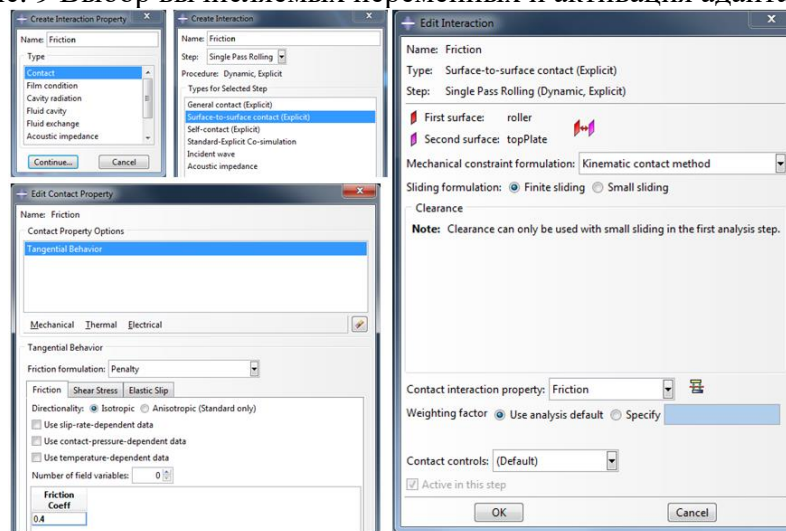 Выбор вычисляемых переменных и активация
Create Interaction Property
X
Name: Friction
Type
Contact
Film condition
Cavity radiation
Fluid cavity
Fluid exchange
Acoustic impedance
Continue...
Cancel
Create Interaction
X
Name: Friction
Step: Single Pass Rolling
Procedure: Dynamic, Explicit
Types for Selected Step
General contact (Explicit)
Surface-to-surface contact (Explicit)
Self-contact (Explicit)
Standard-Explicit Co-simulation
Incident wave
Acoustic impedance
Edit Contact Property
Name: Friction
Contact Property Options
Tangential Behavior
Mechanical Thermal Electrical
Tangential Behavior
Friction formulation: Penalty
Friction Shear Stress Elastic Slip
Directionality: Isotropic Anisotropic (Standard only)
Use slip-rate-dependent data
Use contact-pressure-dependent data
Use temperature-dependent data
Number of field variables: 0
Friction
Coeff
0.4
Edit Interaction
X
Name: Friction
Type: Surface-to-surface contact (Explicit)
Step: Single Pass Rolling (Dynamic, Explicit)
First surface: roller
Second surface: topPlate
Mechanical constraint formulation: Kinematic contact method
Sliding formulation: Finite sliding Small sliding
Clearance
Note: Clearance can only be used with small sliding in the first analysis step.
Contact interaction property: Friction
Weighting factor Use analysis default Specify
Contact controls: (Default)
Active in this step
OK
Cancel